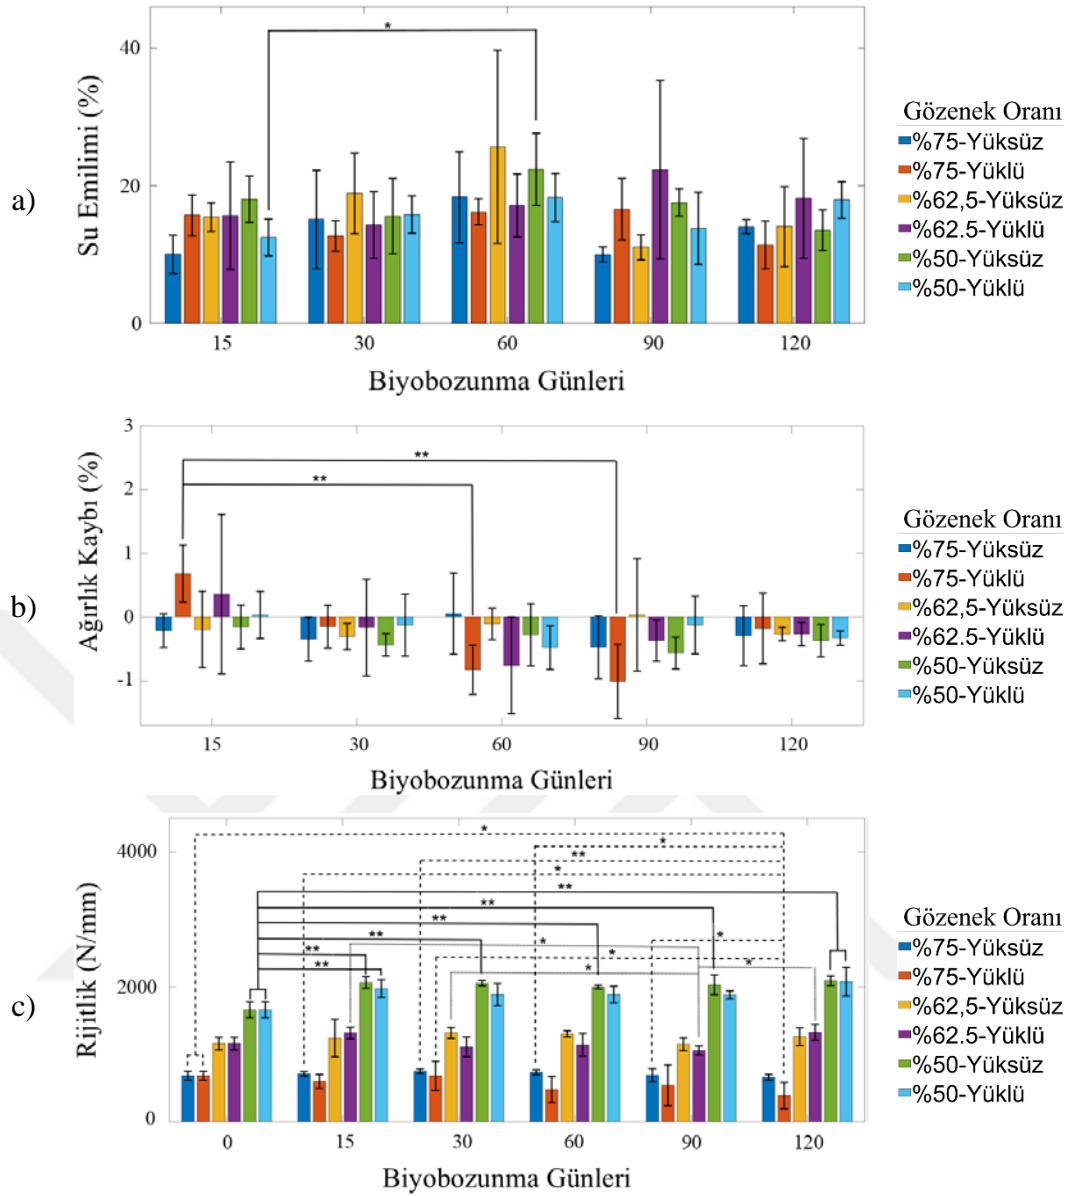 a)
Su Emilimi (%)
40
20
0
*
15 30 60 90 120
Biyobozunma Günleri
Gözenek Oranı
%75-Yüksüz
%75-Yüklü
%62,5-Yüksüz
%62.5-Yüklü
%50-Yüksüz
%50-Yüklü
b)
Ağırlık Kaybı (%)
3
2
1
0
-1
**
**
15 30 60 90 120
Biyobozunma Günleri
Gözenek Oranı
%75-Yüksüz
%75-Yüklü
%62,5-Yüksüz
%62.5-Yüklü
%50-Yüksüz
%50-Yüklü
c)
Rijitlik (N/mm)
4000
2000
0
*
*
**
*
**
**
**
**
*
*
**
*
**
*
*
0 15 30 60 90 120
Biyobozunma Günleri
Gözenek Oranı
%75-Yüksüz
%75-Yüklü
%62,5-Yüksüz
%62.5-Yüklü
%50-Yüksüz
%50-Yüklü